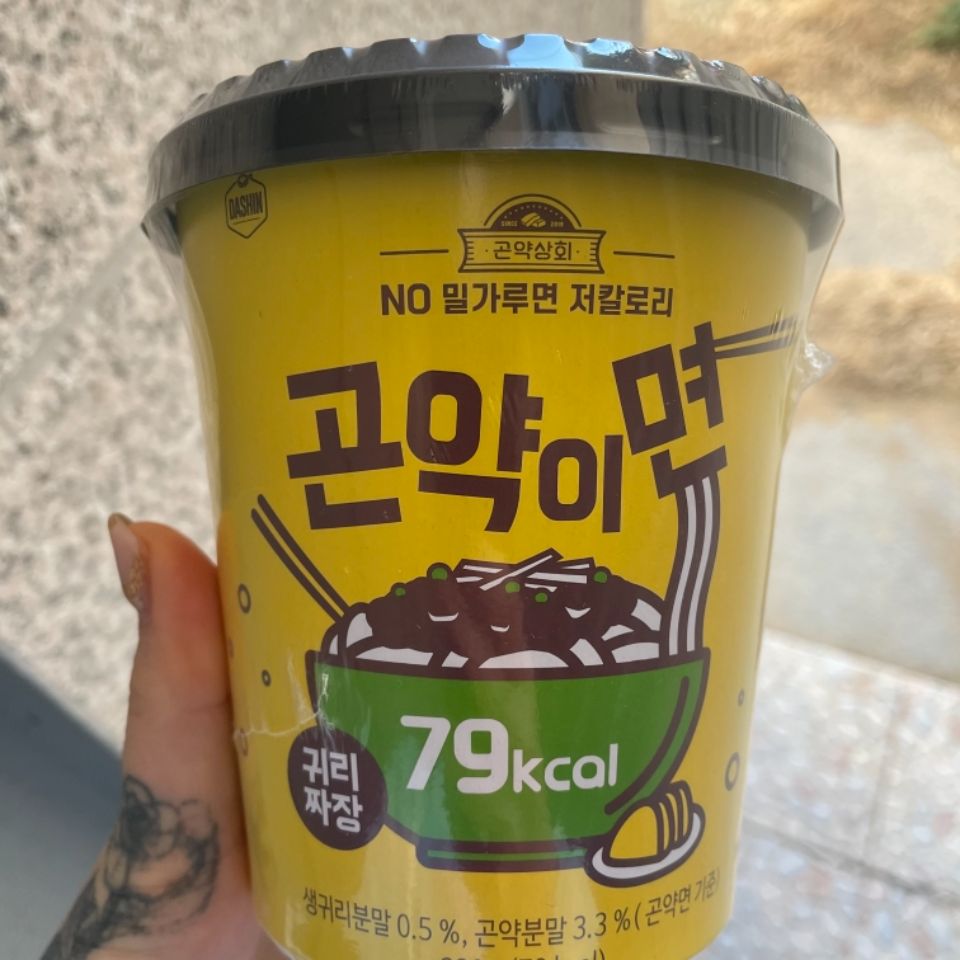 DASHIN
SINCE 2019
곤약상회
NO 밀가루면 저칼로리
곤약이면
79kcal
귀리
짜장
생귀리분말 0.5 %, 곤약분말 3.3 % ( 곤약면 기준)